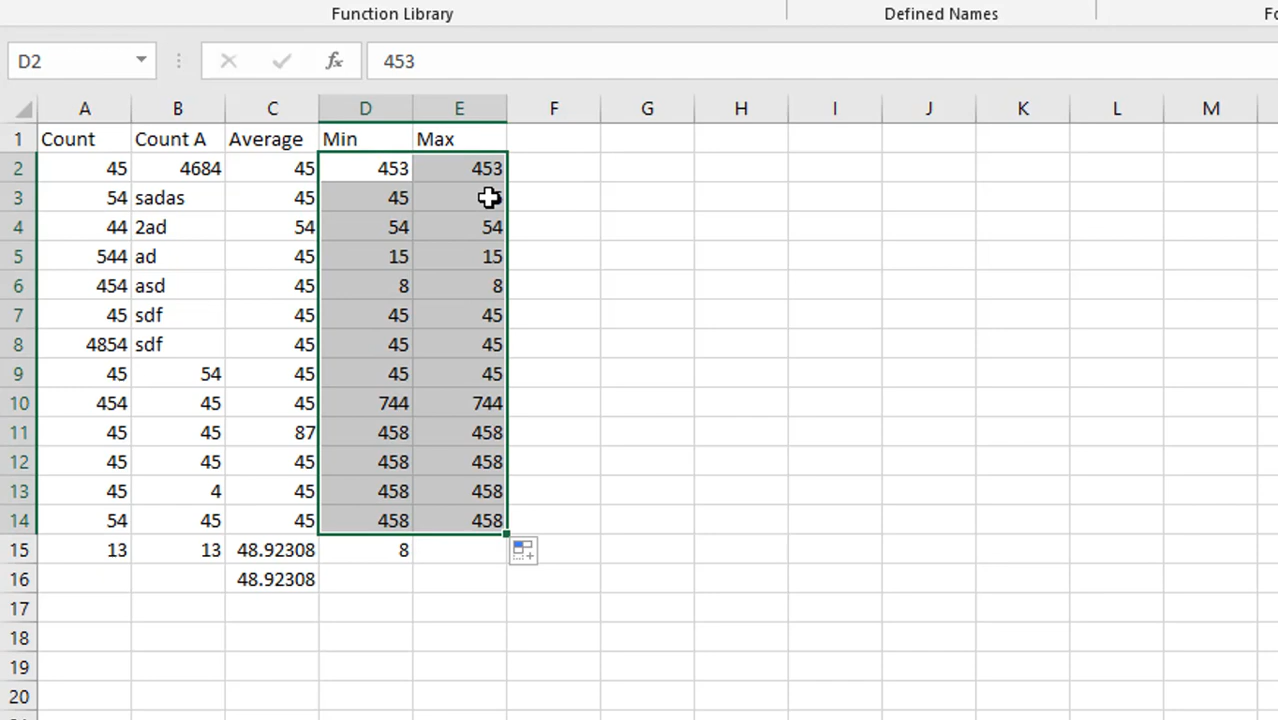 Function Library Defined Names Fo
D2 fx 453
A B C D E F G H I J K L M
1 Count Count A Average Min Max
2 45 4684 45 453 453
3 54 sadas 45 45
4 44 2ad 54 54 54
5 544 ad 45 15 15
6 454 asd 45 8 8
7 45 sdf 45 45 45
8 4854 sdf 45 45 45
9 45 54 45 45 45
10 454 45 45 744 744
11 45 45 87 458 458
12 45 45 45 458 458
13 45 4 45 458 458
14 54 45 45 458 458
15 13 13 48.92308 8
16 48.92308
17
18
19
20